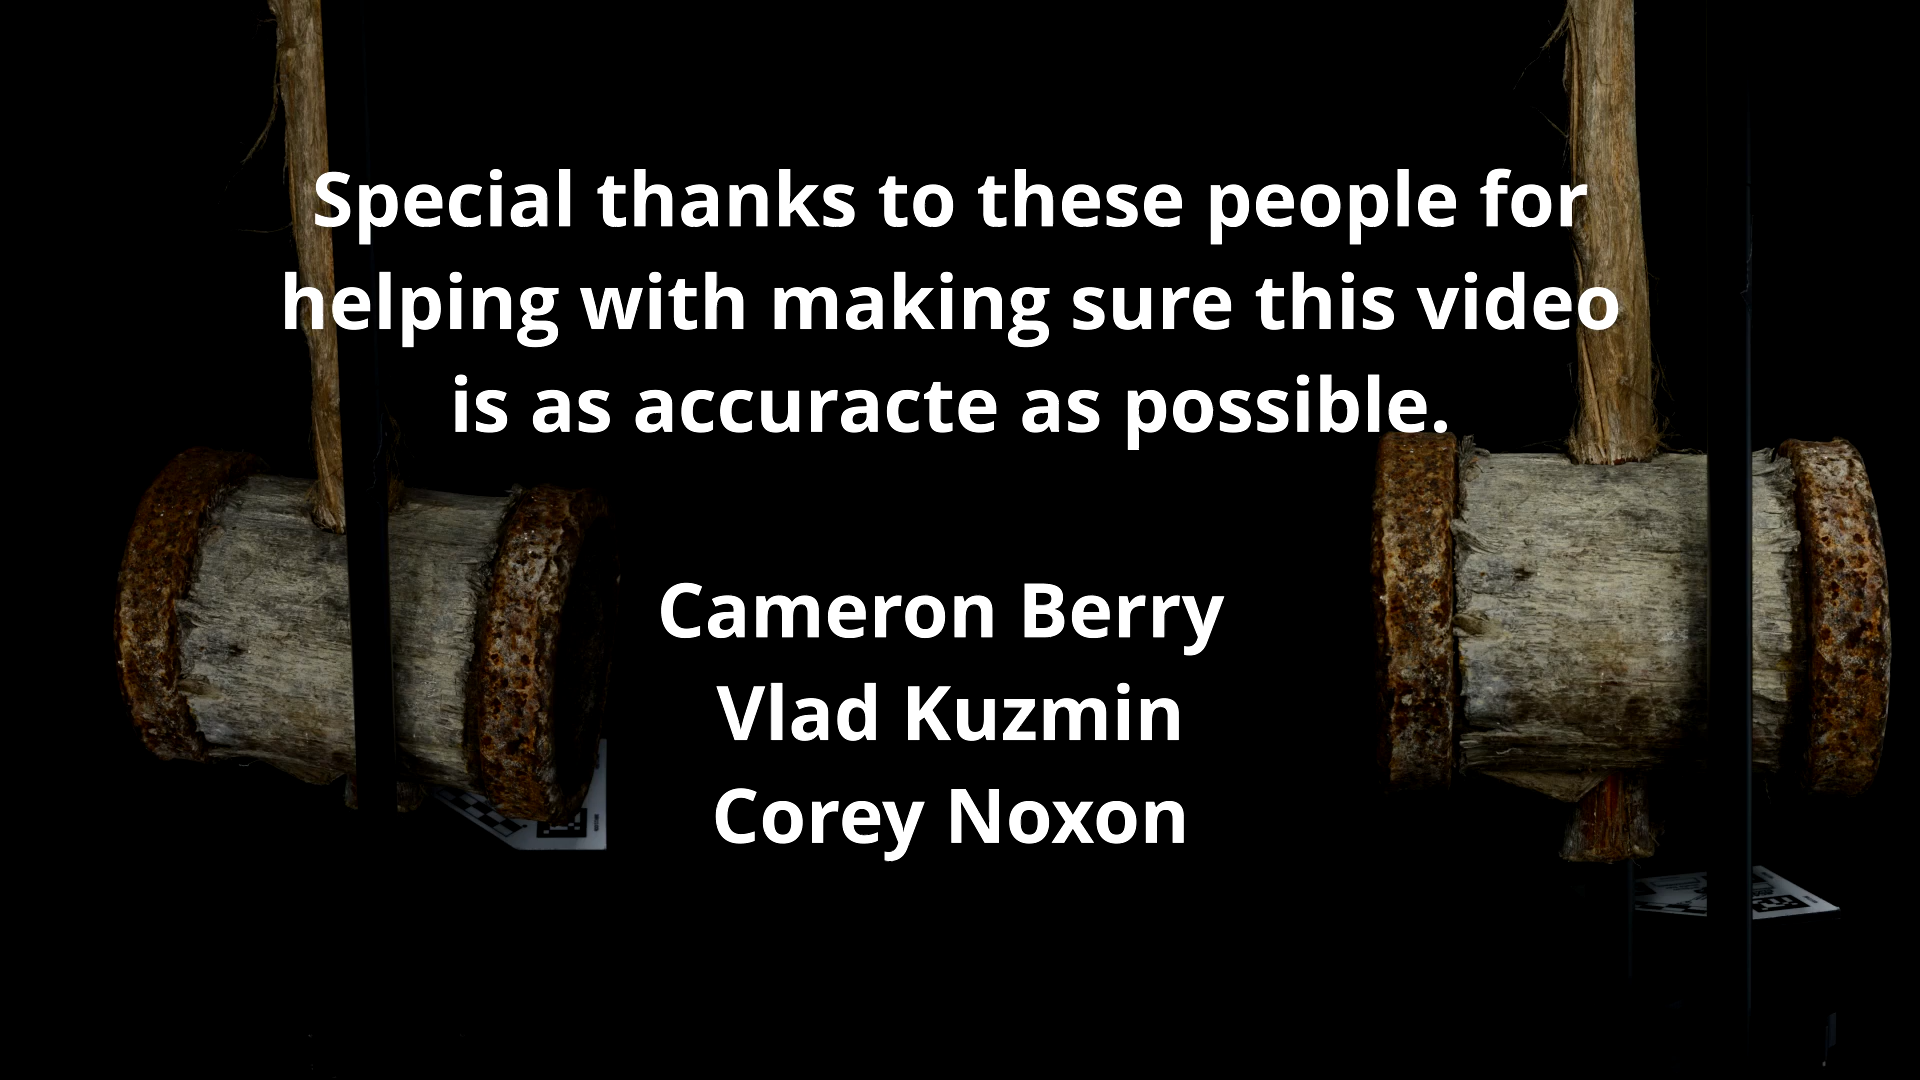 Special thanks to these people for
helping with making sure this video
is as accuracte as possible.
Cameron Berry
Vlad Kuzmin
Corey Noxon